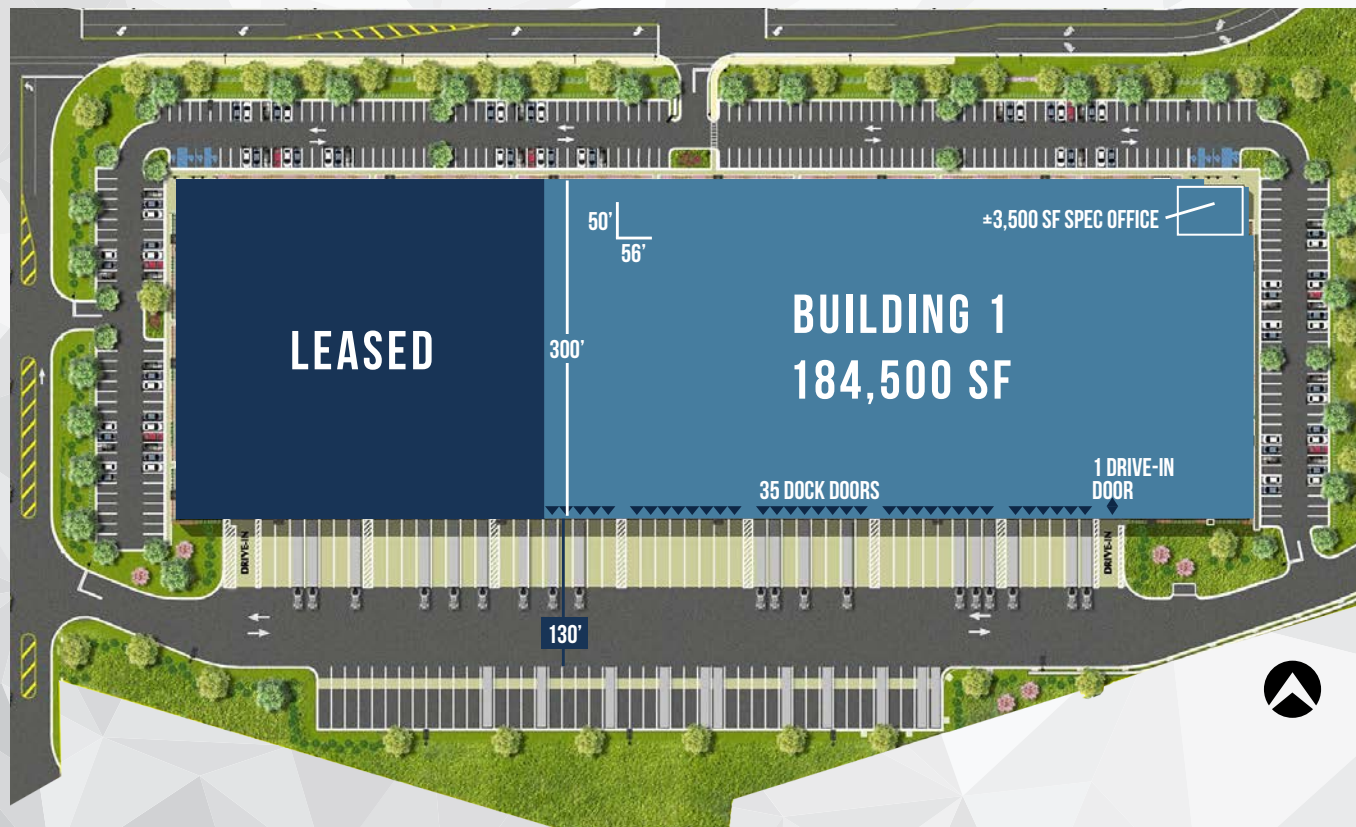 50'
56'
±3,500 SF SPEC OFFICE
BUILDING 1
184,500 SF
LEASED
300'
35 DOCK DOORS
1 DRIVE-IN
DOOR
DRIVE-IN
DRIVE-IN
130'